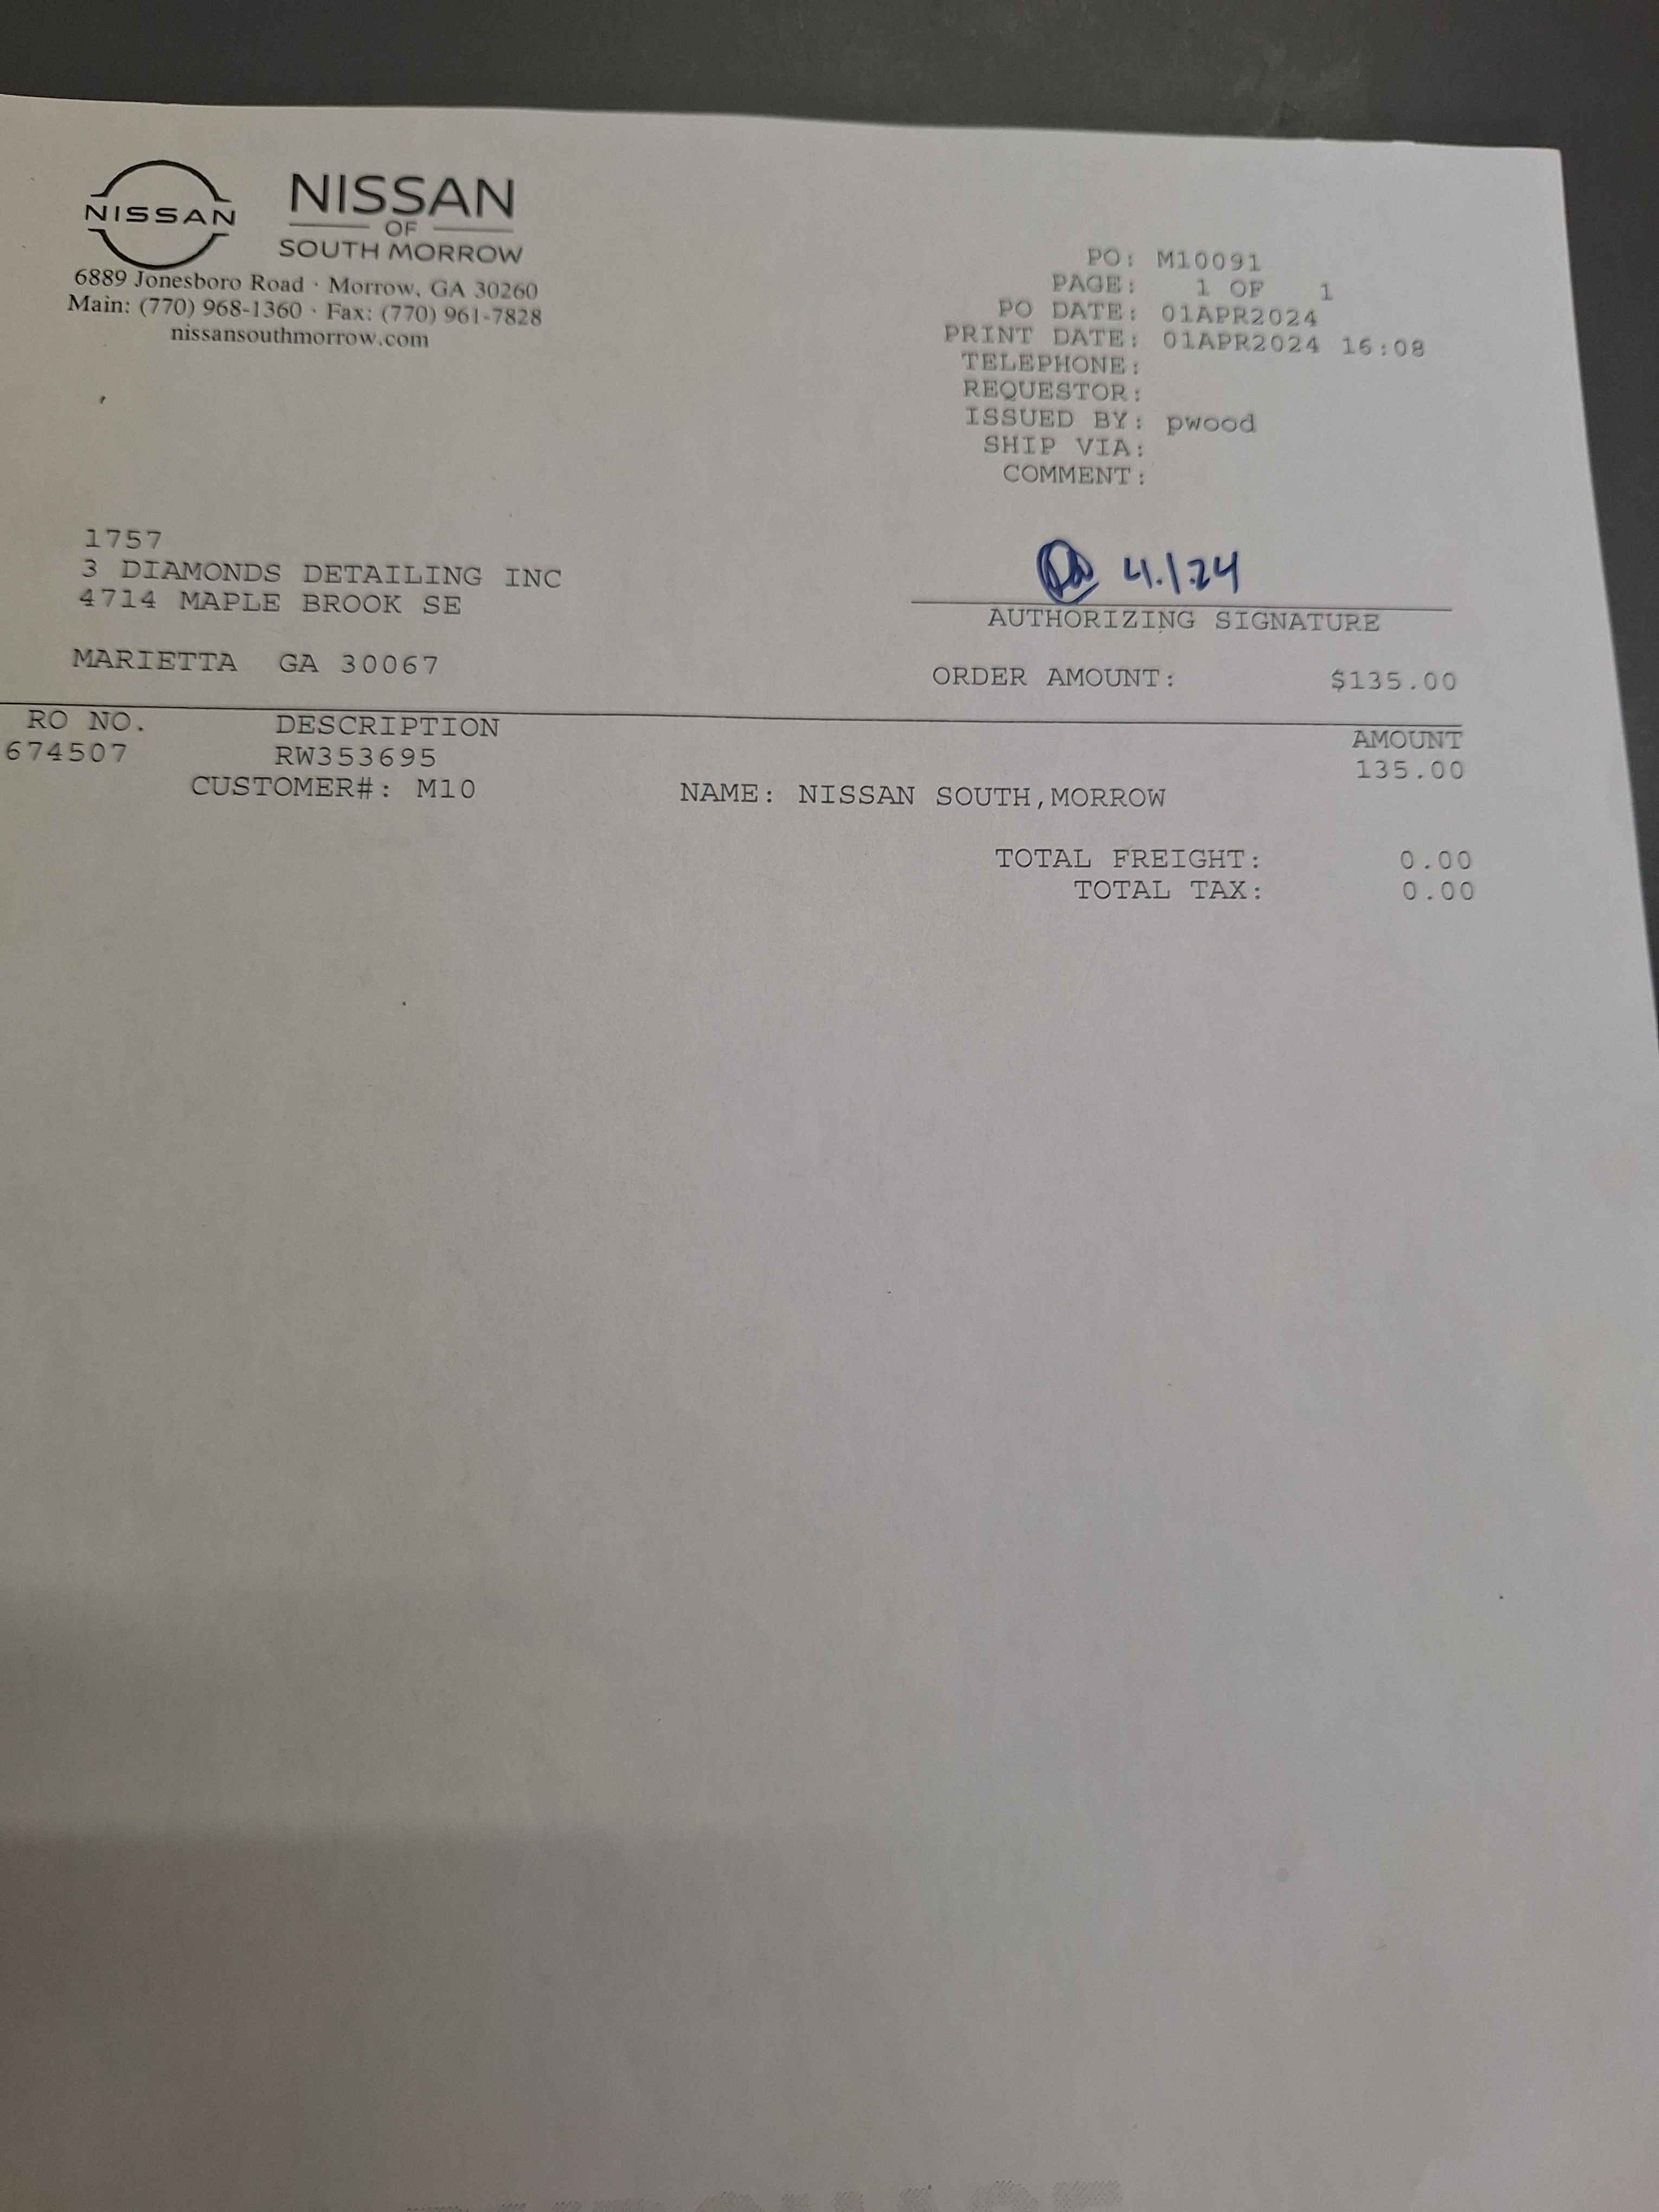 NISSAN
NISSAN
OF
SOUTH MORROW
6889 Jonesboro Road · Morrow, GA 30260
Main: (770) 968-1360 · Fax: (770) 961-7828
nissansouthmorrow.com
PO: M10091
PAGE: 1 OF 1
PO DATE: 01APR2024
PRINT DATE: 01APR2024 16:08
TELEPHONE:
REQUESTOR:
ISSUED BY: pwood
SHIP VIA:
COMMENT:
1757
3 DIAMONDS DETAILING INC
4714 MAPLE BROOK SE
MARIETTA GA 30067
4.1.24
AUTHORIZING SIGNATURE
ORDER AMOUNT: $135.00
RO NO. DESCRIPTION AMOUNT
674507 RW353695 135.00
CUSTOMER#: M10 NAME: NISSAN SOUTH,MORROW
TOTAL FREIGHT: 0.00
TOTAL TAX: 0.00